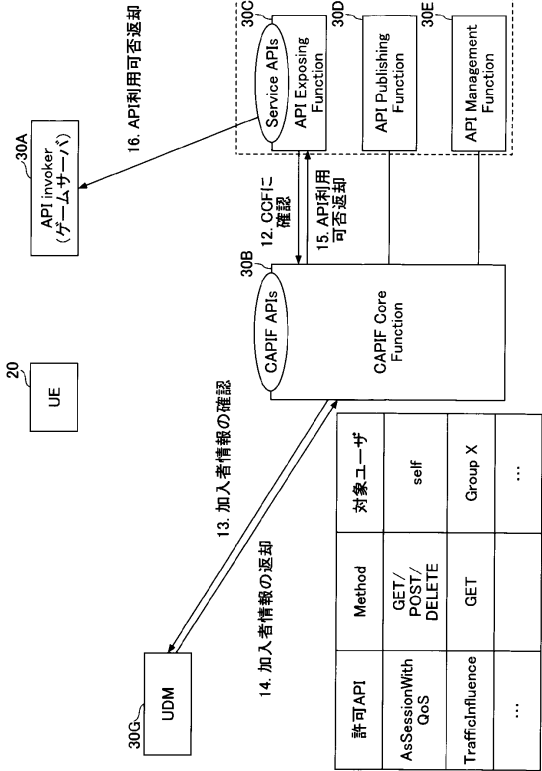 20
UE
30A
API invoker
(ゲームサーバ)
16. API利用可否返却
30G
UDM
13. 加入者情報の確認
14. 加入者情報の返却
30B
CAPIF APIs
CAPIF Core
Function
12. CCFに
確認
15. API利用
可否返却
30C
Service APIs
API Exposing
Function
30D
API Publishing
Function
30E
API Management
Function
許可API
Method
対象ユーザ
AsSessionWith
QoS
GET/
POST/
DELETE
self
TrafficInfluence
GET
Group X
...
...